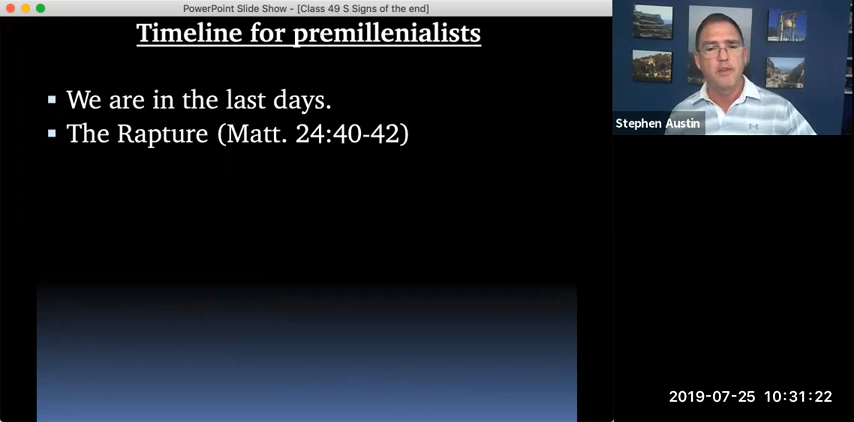 PowerPoint Slide Show - [Class 49 S Signs of the end]
Timeline for premillenialists
We are in the last days.
The Rapture (Matt. 24:40-42)
Stephen Austin
2019-07-25 10:31:22